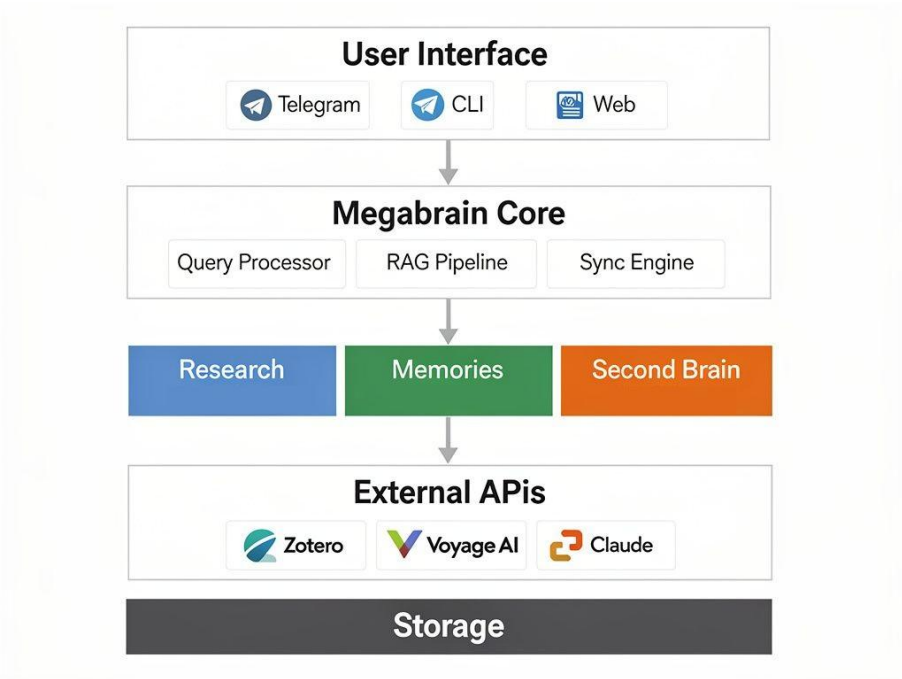 User Interface
Telegram CLI Web
Megabrain Core
Query Processor RAG Pipeline Sync Engine
Research Memories Second Brain
External APis
Zotero Voyage AI Claude
Storage